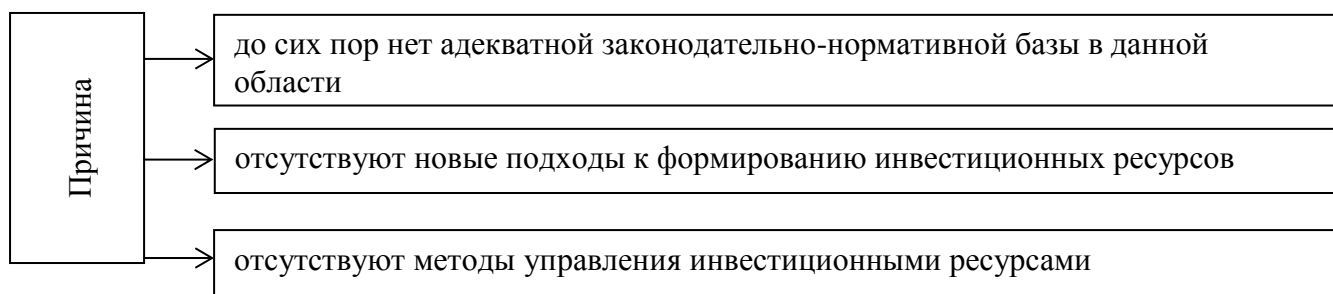 Причина
до сих пор нет адекватной законодательно-нормативной базы в данной
области
отсутствуют новые подходы к формированию инвестиционных ресурсов
отсутствуют методы управления инвестиционными ресурсами